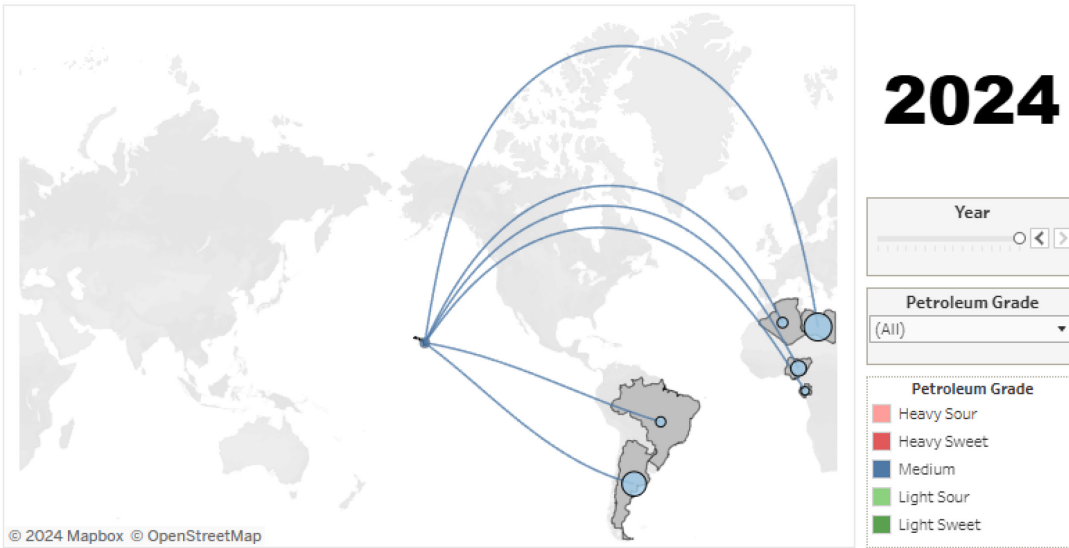 2024
Year
Petroleum Grade
(All)
Petroleum Grade
Heavy Sour
Heavy Sweet
Medium
Light Sour
Light Sweet
© 2024 Mapbox © OpenStreetMap